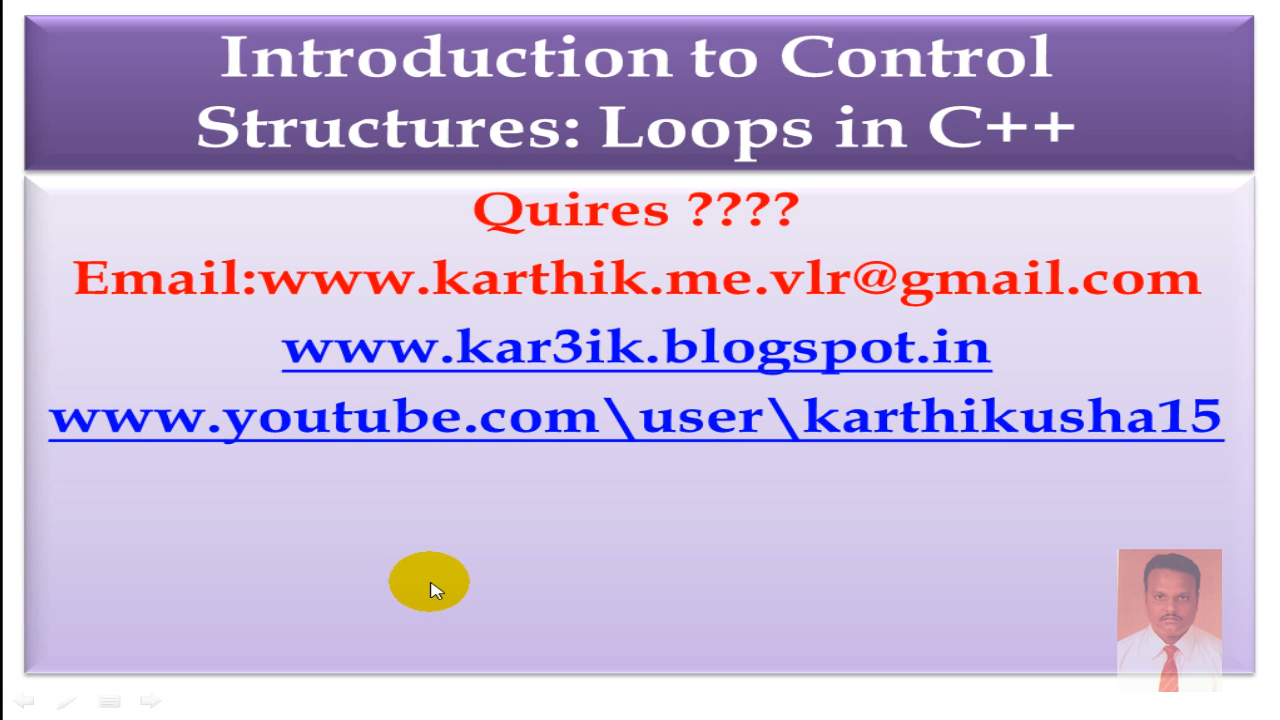 Introduction to Control
Structures: Loops in C++
Quires ????
Email:www.karthik.me.vlr@gmail.com
www.kar3ik.blogspot.in
www.youtube.com\user\karthikusha15